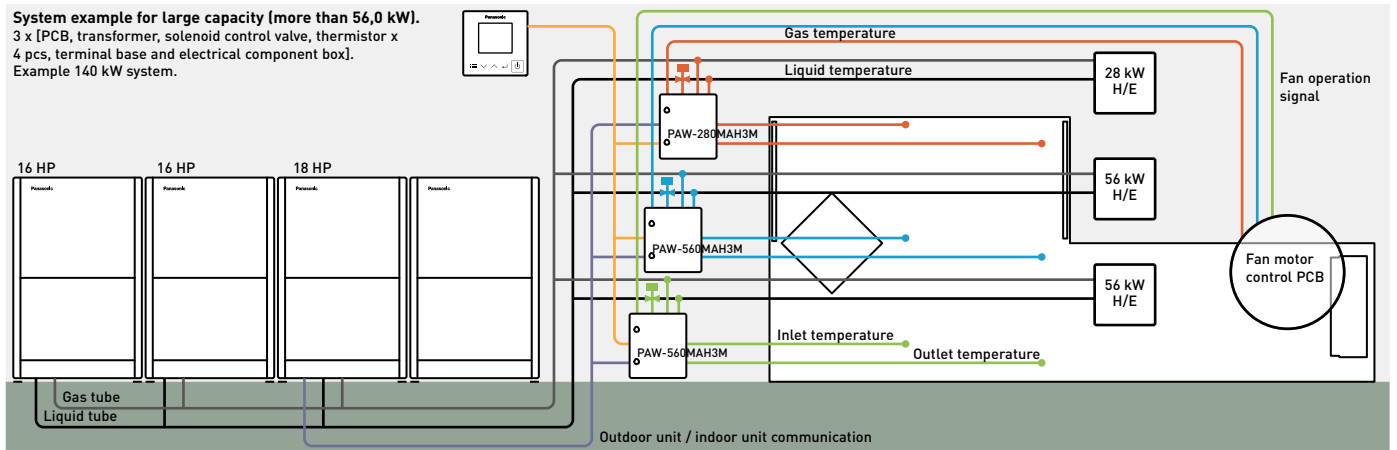 System example for large capacity (more than 56,0 kW).
3 x [PCB, transformer, solenoid control valve, thermistor x
4 pcs, terminal base and electrical component box].
Example 140 kW system.
Panasonic
Gas temperature
Liquid temperature
28 kW
H/E
Fan operation
signal
PAW-280MAH3M
16 HP
16 HP
18 HP
Panasonic
Panasonic
Panasonic
Panasonic
56 kW
H/E
PAW-560MAH3M
Fan motor
control PCB
56 kW
H/E
PAW-560MAH3M
Inlet temperature
Outlet temperature
Gas tube
Liquid tube
Outdoor unit / indoor unit communication